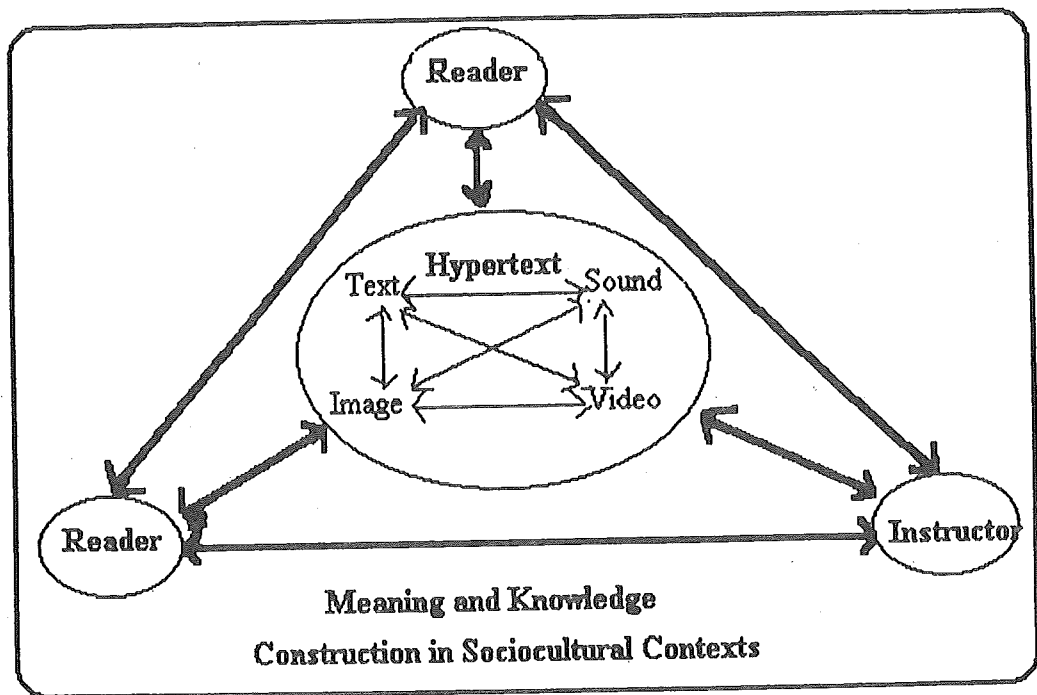 Reader
Hypertext
Text Sound
Image Video
Reader Instructor
Meaning and Knowledge
Construction in Sociocultural Contexts